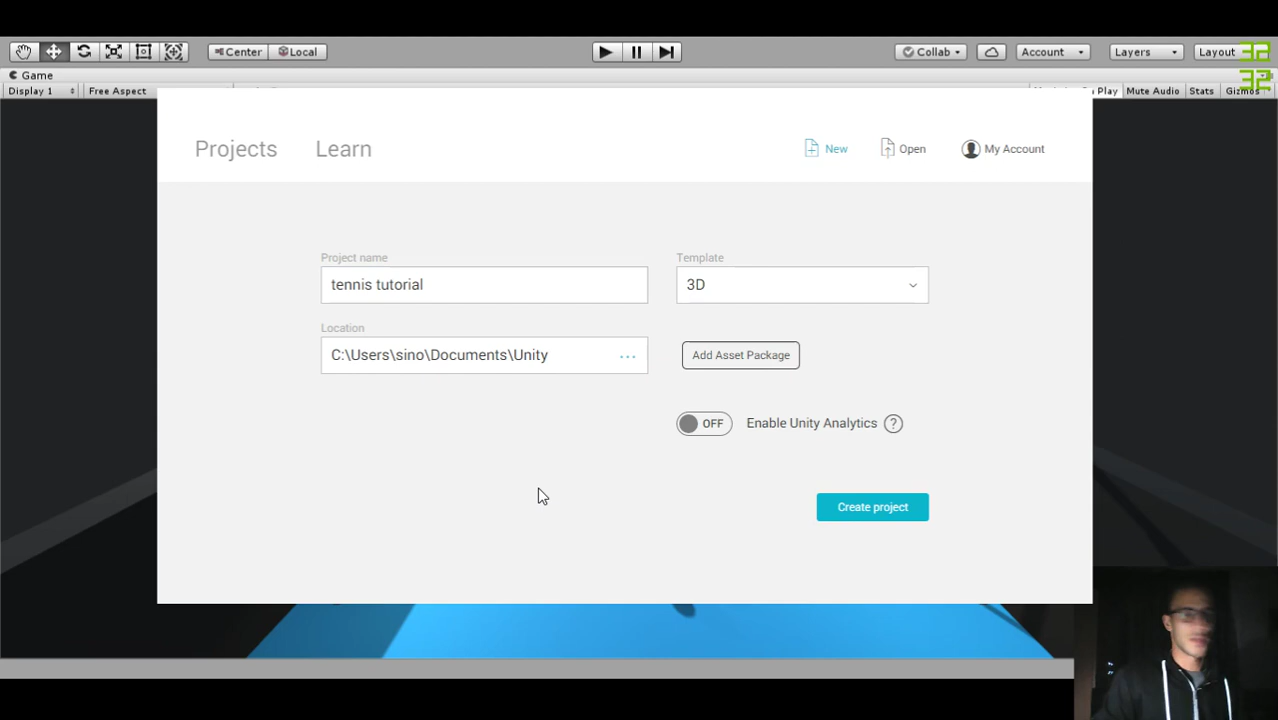 Center Local Collab Account Layers Layout 32
Game 32
Display 1 Free Aspect Play Mute Audio Stats Gizmos
Projects Learn New Open My Account
Project name Template
tennis tutorial 3D
Location
C:\Users\sino\Documents\Unity ... Add Asset Package
OFF Enable Unity Analytics ?
Create project